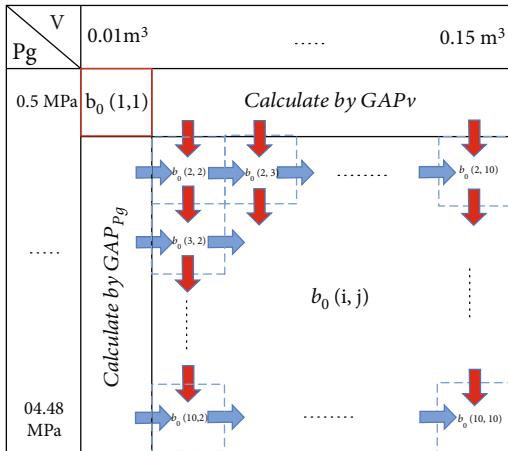 V
Pg
0.01m³ ..... 0.15 m³
0.5 MPa b₀ (1,1) Calculate by GAPv
b₀ (2, 2) b₀ (2, 3) ........ b₀ (2, 10)
b₀ (3, 2)
..... Calculate by GAP_Pg ....... b₀ (i, j) ........
04.48
MPa
b₀ (10,2) ........ b₀ (10, 10)